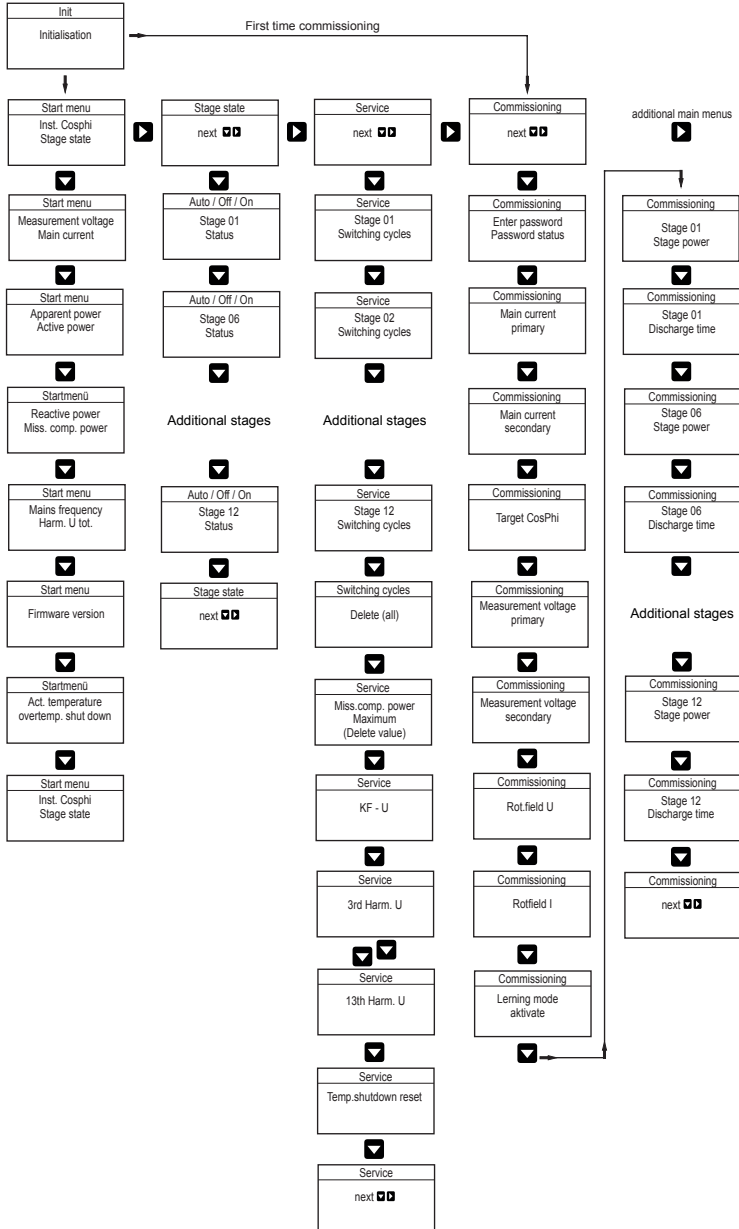 Init
Initialisation
First time commissioning
Start menu
Inst. Cosphi
Stage state
Start menu
Measurement voltage
Main current
Start menu
Apparent power
Active power
Startmenü
Reactive power
Miss. comp. power
Start menu
Mains frequency
Harm. U tot.
Start menu
Firmware version
Startmenü
Act. temperature
overtemp. shut down
Start menu
Inst. Cosphi
Stage state
Stage state
next
Auto / Off / On
Stage 01
Status
Auto / Off / On
Stage 06
Status
Additional stages
Auto / Off / On
Stage 12
Status
Stage state
next
Service
next
Service
Stage 01
Switching cycles
Service
Stage 02
Switching cycles
Additional stages
Service
Stage 12
Switching cycles
Switching cycles
Delete (all)
Service
Miss.comp. power
Maximum
(Delete value)
Service
KF - U
Service
3rd Harm. U
Service
13th Harm. U
Service
Temp.shutdown reset
Service
next
Commissioning
next
Commissioning
Enter password
Password status
Commissioning
Main current
primary
Commissioning
Main current
secondary
Commissioning
Target CosPhi
Commissioning
Measurement voltage
primary
Commissioning
Measurement voltage
secondary
Commissioning
Rot.field U
Commissioning
Rotfield I
Commissioning
Lerning mode
aktivate
additional main menus
Commissioning
Stage 01
Stage power
Commissioning
Stage 01
Discharge time
Commissioning
Stage 06
Stage power
Commissioning
Stage 06
Discharge time
Additional stages
Commissioning
Stage 12
Stage power
Commissioning
Stage 12
Discharge time
Commissioning
next